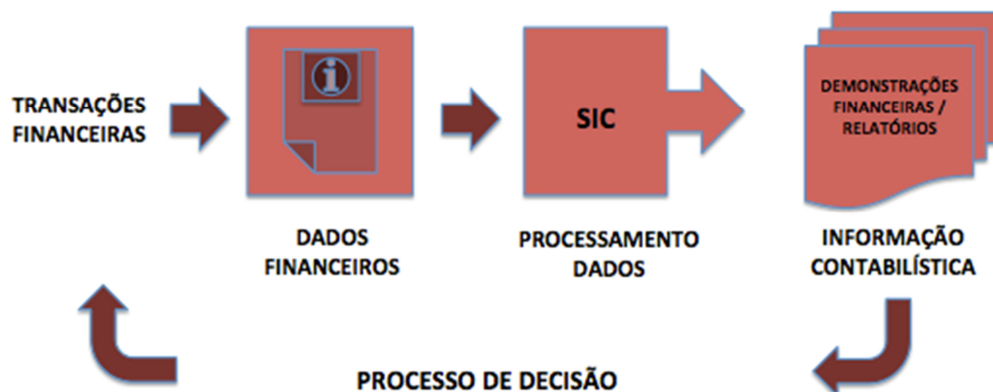 TRANSAÇÕES
FINANCEIRAS
i
DADOS
FINANCEIROS
SIC
PROCESSAMENTO
DADOS
DEMONSTRAÇÕES
FINANCEIRAS /
RELATÓRIOS
INFORMAÇÃO
CONTABILÍSTICA
PROCESSO DE DECISÃO